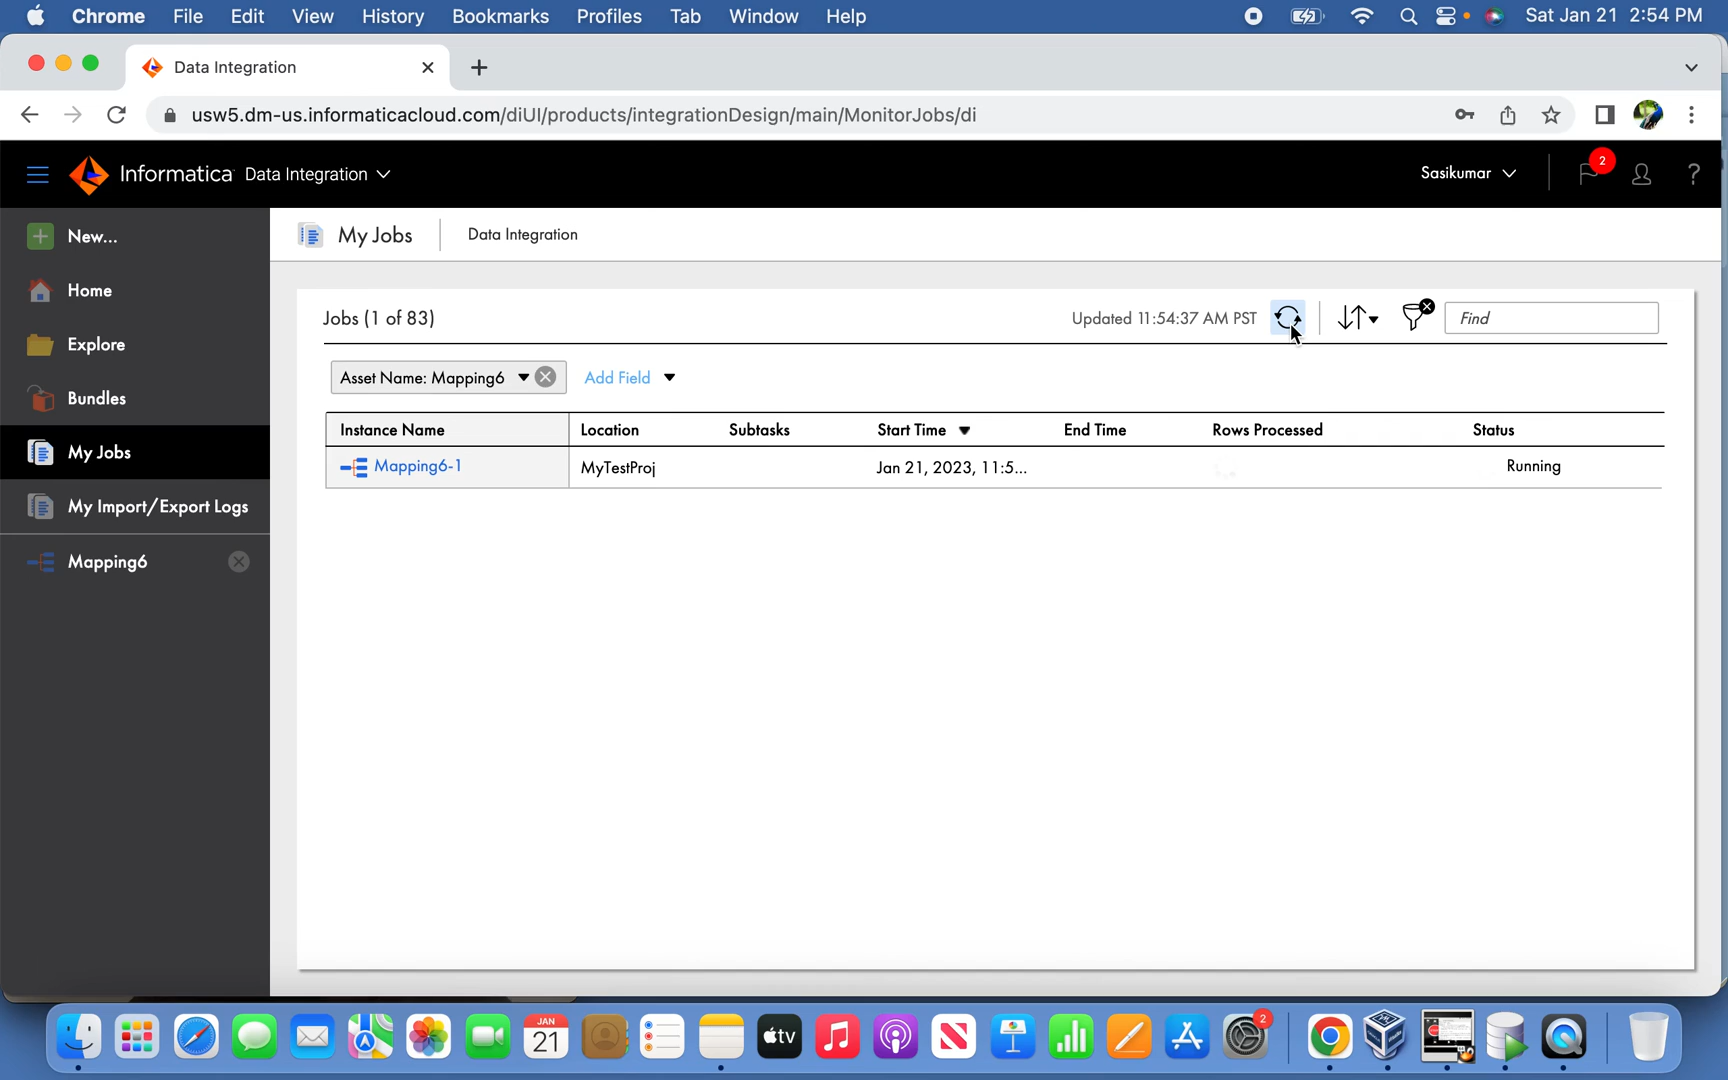 Chrome File Edit View History Bookmarks Profiles Tab Window Help Sat Jan 21 2:54 PM
Data Integration
usw5.dm-us.informaticacloud.com/diUI/products/integrationDesign/main/MonitorJobs/di
Informatica Data Integration Sasikumar 2 ?
New...
Home
Explore
Bundles
My Jobs
My Import/Export Logs
Mapping6
My Jobs Data Integration
Jobs (1 of 83) Updated 11:54:37 AM PST Find
Asset Name: Mapping6 Add Field
Instance Name Location Subtasks Start Time End Time Rows Processed Status
Mapping6-1 MyTestProj Jan 21, 2023, 11:5... Running
JAN
21
tv
2